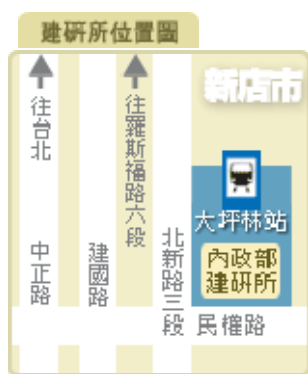 建研所位置圖
新店市
往台北
往羅斯福路六段
中正路
建國路
北新路三段
大坪林站
內政部
建研所
民權路